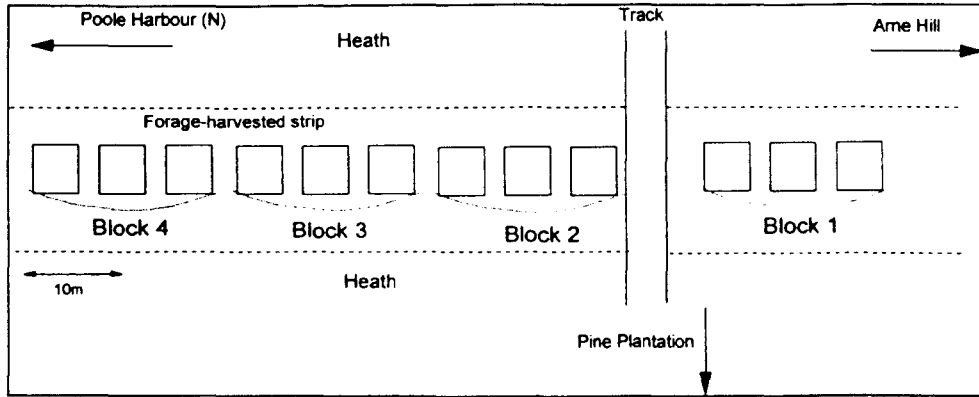 Poole Harbour (N)
Heath
Track
Arne Hill
Forage-harvested strip
Block 4
Block 3
Block 2
Block 1
10m
Heath
Pine Plantation